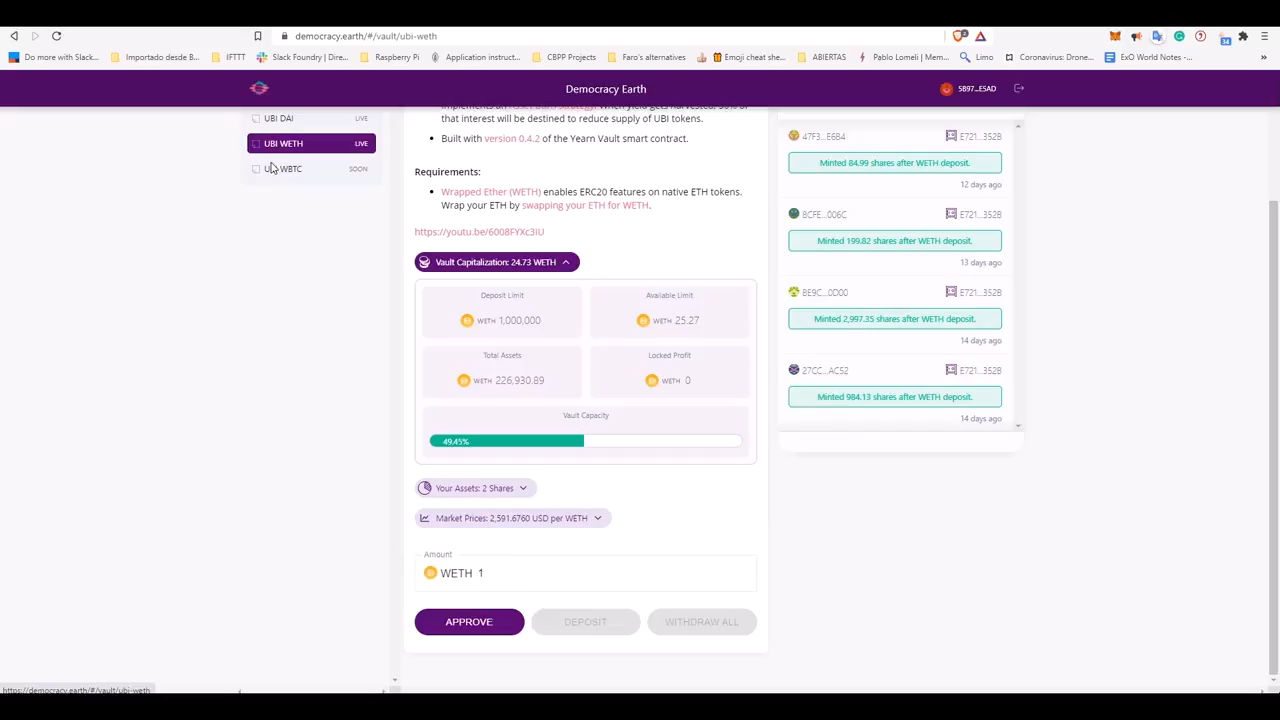 democracy.earth/#/vault/ubi-weth
Do more with Slack...
Importado desde B...
IFTTT
Slack Foundry | Dire...
Raspberry Pi
Application instruct...
CBPP Projects
Faro's alternatives
Emoji cheat she...
ABIERTAS
Pablo Lomeli | Mem...
Limo
Coronavirus: Drone...
ExO World Notes -...
Democracy Earth
5B97...E5AD
UBI DAI LIVE
UBI WETH LIVE
WBTC SOON
that interest will be destined to reduce supply of UBI tokens.
Built with version 0.4.2 of the Yearn Vault smart contract.
Requirements:
Wrapped Ether (WETH) enables ERC20 features on native ETH tokens.
Wrap your ETH by swapping your ETH for WETH.
https://youtu.be/6008FYXc3IU
Vault Capitalization: 24.73 WETH
Deposit Limit
WETH 1,000,000
Available Limit
WETH 25.27
Total Assets
WETH 226,930.89
Locked Profit
WETH 0
Vault Capacity
49.45%
Your Assets: 2 Shares
Market Prices: 2,591.6760 USD per WETH
Amount
WETH 1
APPROVE
DEPOSIT
WITHDRAW ALL
47F3...E6B4 E721...352B
Minted 84.99 shares after WETH deposit.
12 days ago
8CFE...006C E721...352B
Minted 199.82 shares after WETH deposit.
13 days ago
BE9C...0D00 E721...352B
Minted 2,997.35 shares after WETH deposit.
14 days ago
27CC...AC52 E721...352B
Minted 984.13 shares after WETH deposit.
14 days ago
https://democracy.earth/#/vault/ubi-weth